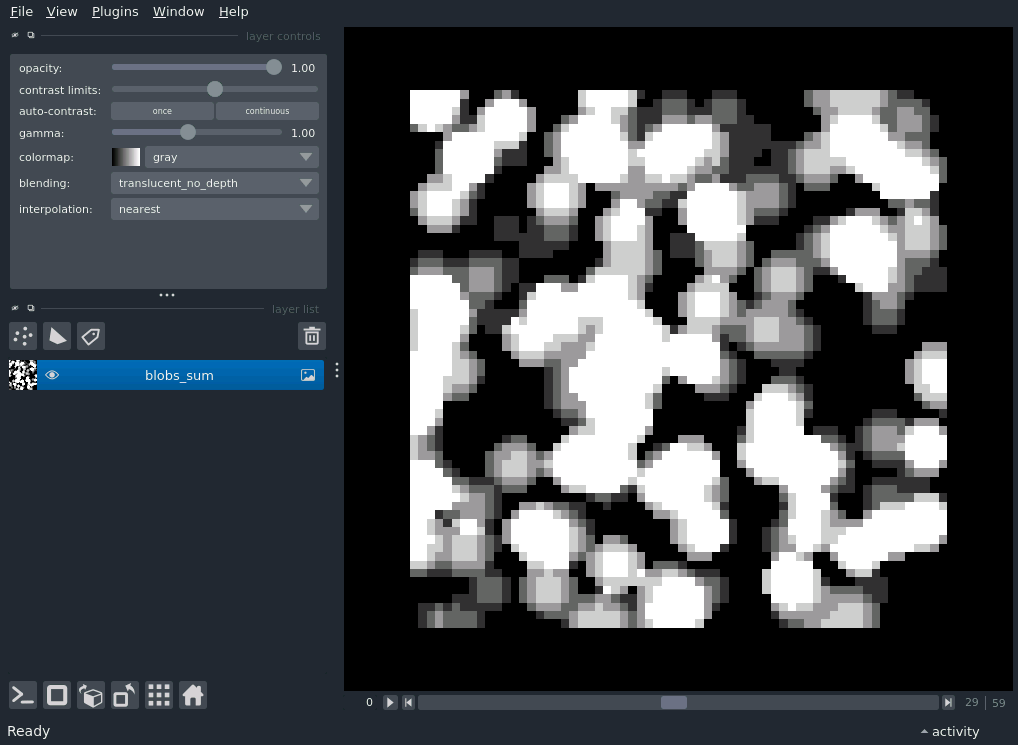 File View Plugins Window Help
layer controls
opacity: 1.00
contrast limits:
auto-contrast: once continuous
gamma: 1.00
colormap: gray
blending: translucent_no_depth
interpolation: nearest
layer list
blobs_sum
0 29 59
Ready activity